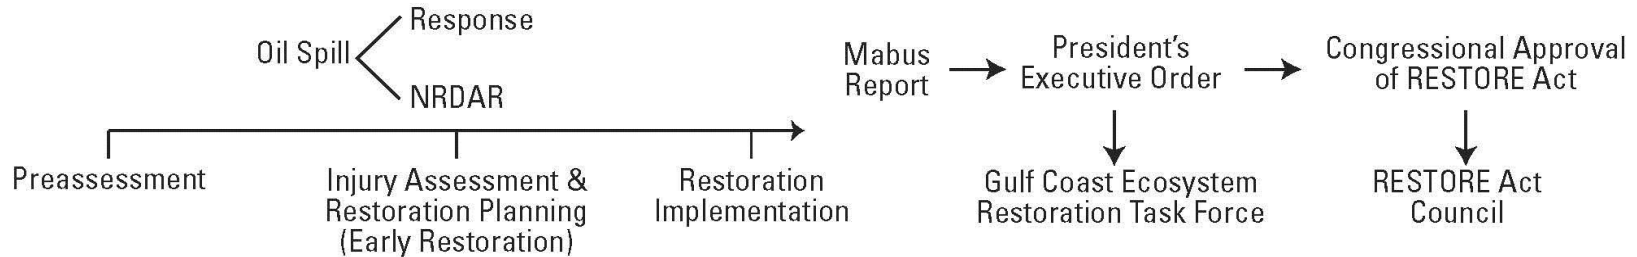 Response
Oil Spill
NRDAR
Preassessment
Injury Assessment &
Restoration Planning
(Early Restoration)
Restoration
Implementation
Mabus
Report
President's
Executive Order
Congressional Approval
of RESTORE Act
Gulf Coast Ecosystem
Restoration Task Force
RESTORE Act
Council